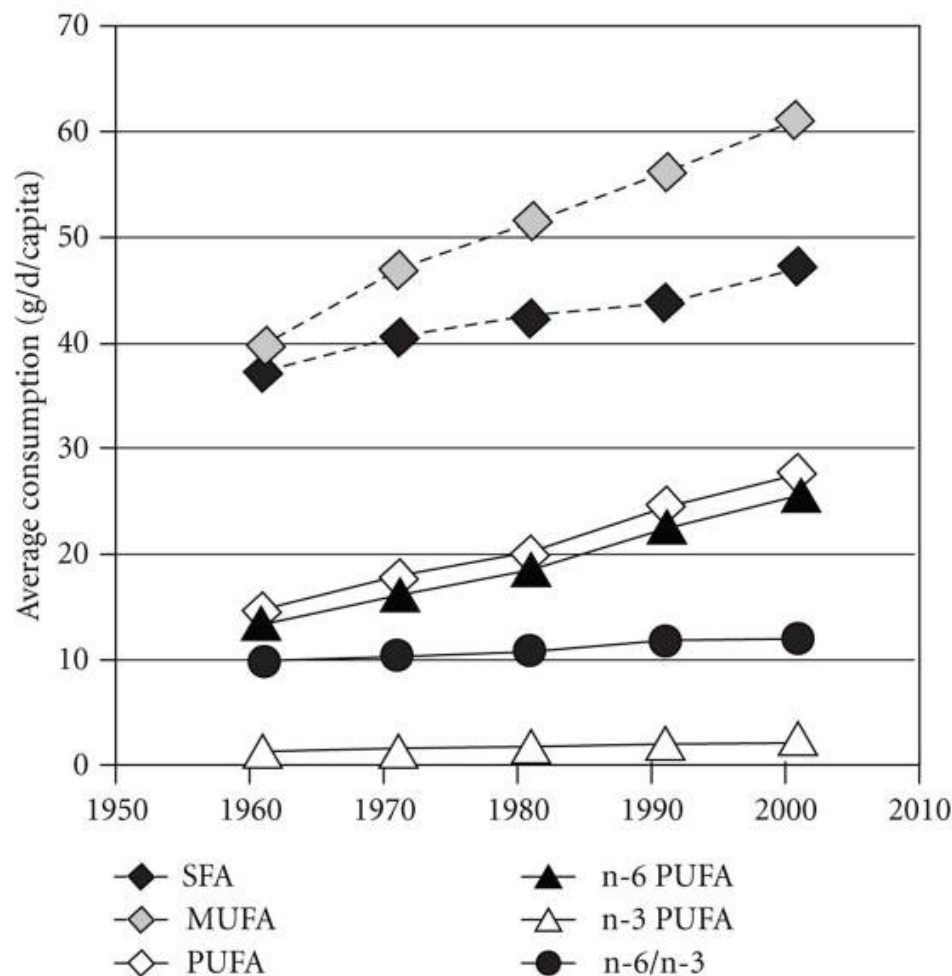 70
60
50
40
30
20
10
0
Average consumption (g/d/capita)
1950 1960 1970 1980 1990 2000 2010
SFA
MUFA
PUFA
n-6 PUFA
n-3 PUFA
n-6/n-3